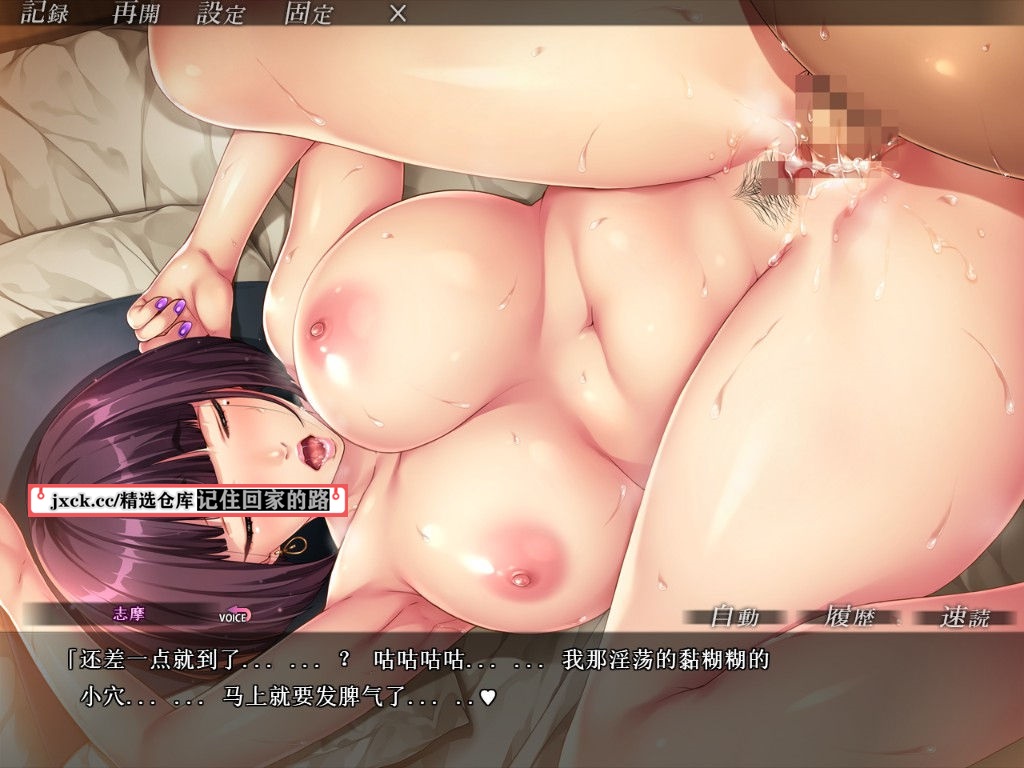 記録 再開 設定 固定 ×
jxck.cc/精选仓库记住回家的路
志摩 VOICE 自動 履歴 速読
「还差一点就到了... ... ？ 咕咕咕咕... ... 我那淫荡的黏糊糊的
小穴... ... 马上就要发脾气了... ..♥